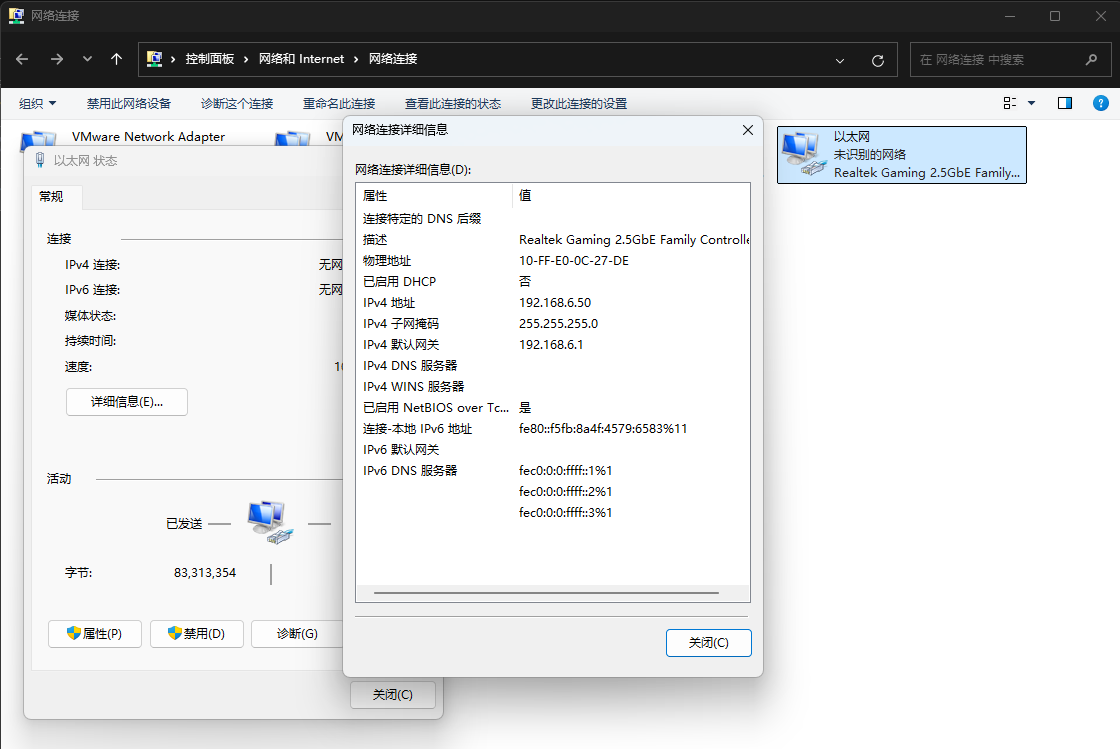 网络连接
控制面板 > 网络和 Internet > 网络连接
在 网络连接 中搜索
组织 禁用此网络设备 诊断这个连接 重命名此连接 查看此连接的状态 更改此连接的设置
VMware Network Adapter
以太网
未识别的网络
Realtek Gaming 2.5GbE Family...
以太网 状态
常规
连接
IPv4 连接: 无网
IPv6 连接: 无网
媒体状态:
持续时间:
速度:
详细信息(E)...
活动
已发送
字节: 83,313,354
属性(P) 禁用(D) 诊断(G)
关闭(C)
网络连接详细信息
网络连接详细信息(D):
属性 值
连接特定的 DNS 后缀
描述 Realtek Gaming 2.5GbE Family Controlle
物理地址 10-FF-E0-0C-27-DE
已启用 DHCP 否
IPv4 地址 192.168.6.50
IPv4 子网掩码 255.255.255.0
IPv4 默认网关 192.168.6.1
IPv4 DNS 服务器
IPv4 WINS 服务器
已启用 NetBIOS over Tc... 是
连接-本地 IPv6 地址 fe80::f5fb:8a4f:4579:6583%11
IPv6 默认网关
IPv6 DNS 服务器 fec0:0:0:ffff::1%1
fec0:0:0:ffff::2%1
fec0:0:0:ffff::3%1
关闭(C)